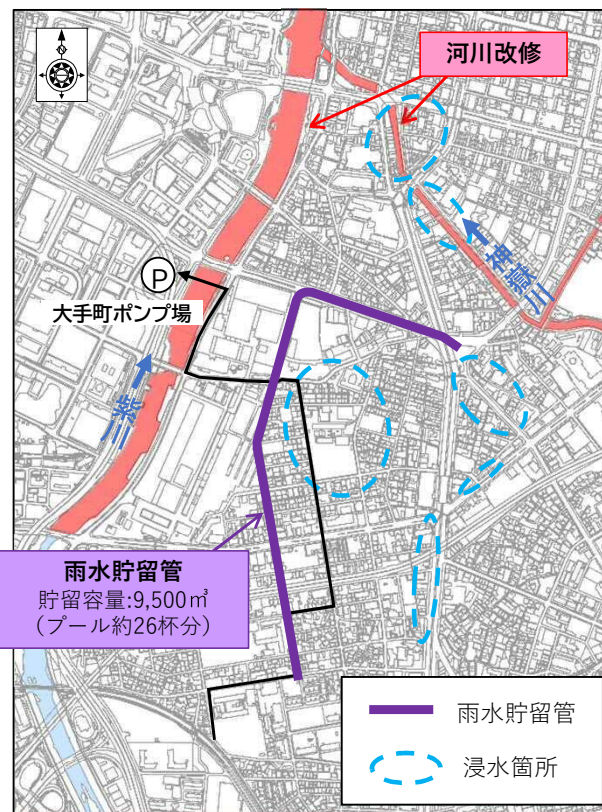 N
河川改修
神嶽川
P
大手町ポンプ場
紫川
雨水貯留管
貯留容量:9,500㎥
(プール約26杯分)
雨水貯留管
浸水箇所